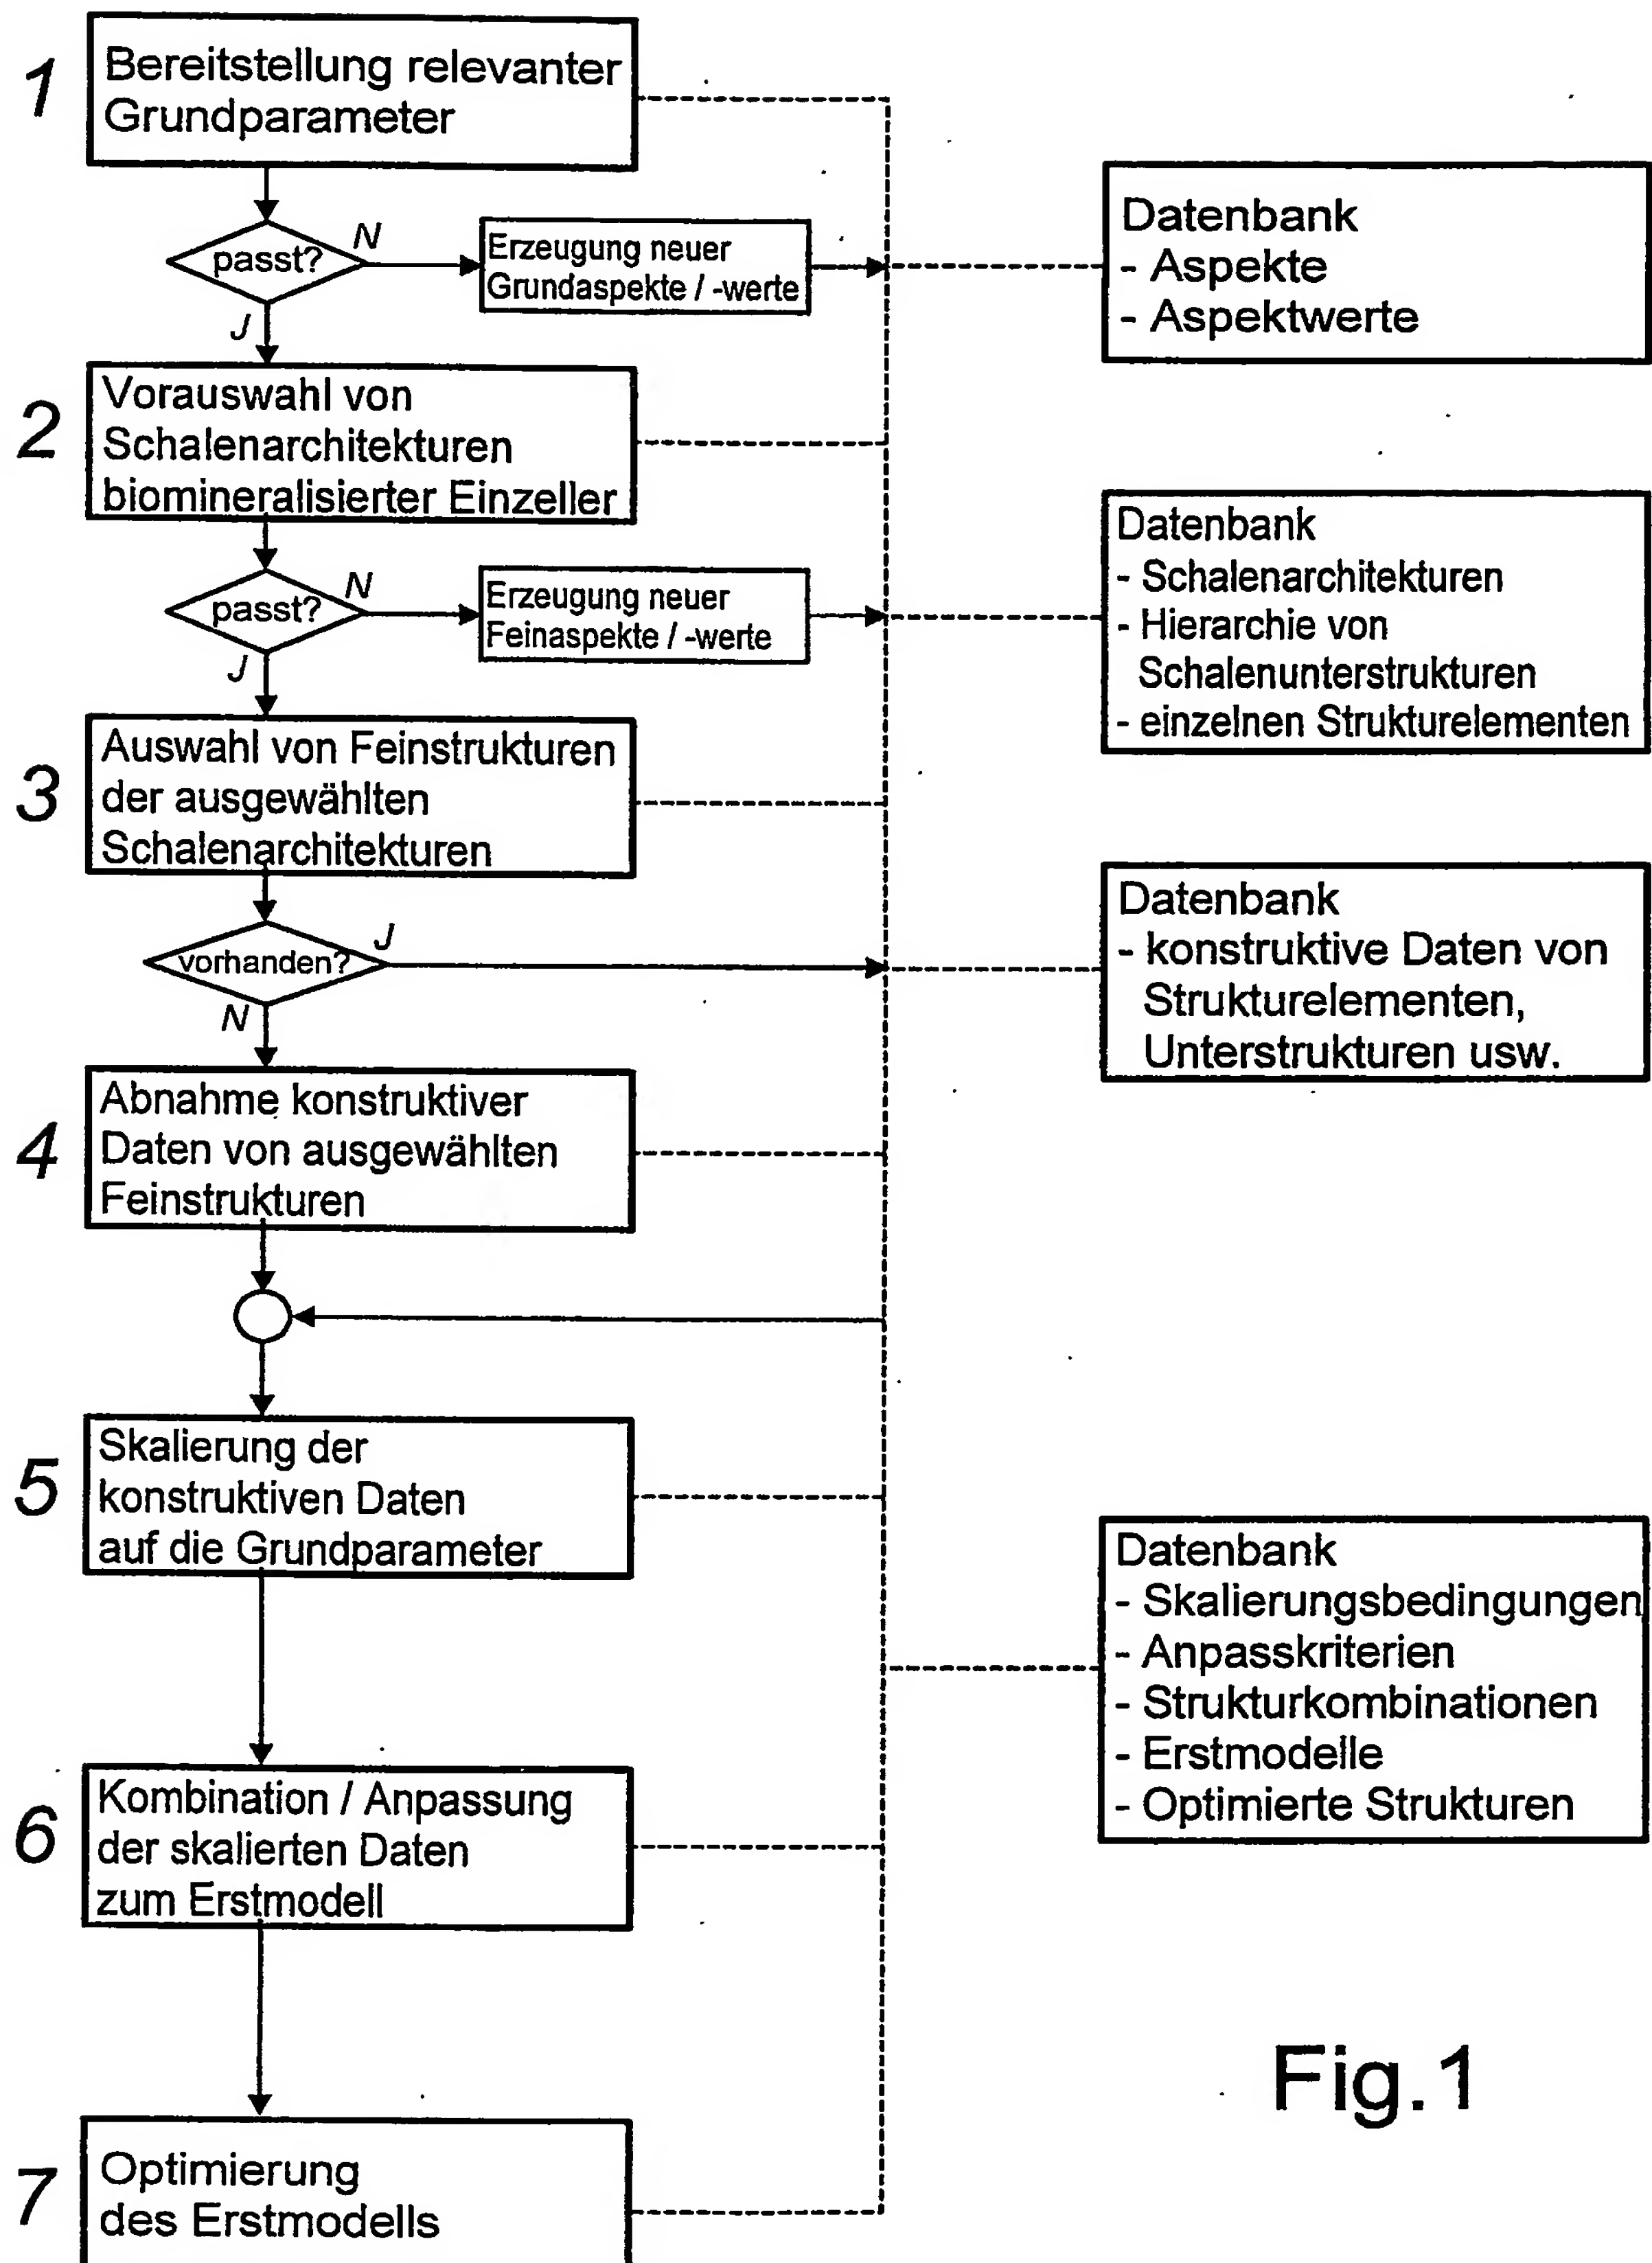 1
Bereitstellung relevanter
Grundparameter
passt?
N
Erzeugung neuer
Grundaspekte / -werte
J
Datenbank
- Aspekte
- Aspektwerte
2
Vorauswahl von
Schalenarchitekturen
biomineralisierter Einzeller
passt?
N
Erzeugung neuer
Feinaspekte / -werte
J
Datenbank
- Schalenarchitekturen
- Hierarchie von
Schalenunterstrukturen
- einzelnen Strukturelementen
3
Auswahl von Feinstrukturen
der ausgewählten
Schalenarchitekturen
vorhanden?
J
N
Datenbank
- konstruktive Daten von
Strukturelementen,
Unterstrukturen usw.
4
Abnahme konstruktiver
Daten von ausgewählten
Feinstrukturen
5
Skalierung der
konstruktiven Daten
auf die Grundparameter
Datenbank
- Skalierungsbedingungen
- Anpasskriterien
- Strukturkombinationen
- Erstmodelle
- Optimierte Strukturen
6
Kombination / Anpassung
der skalierten Daten
zum Erstmodell
7
Optimierung
des Erstmodells
Fig.1